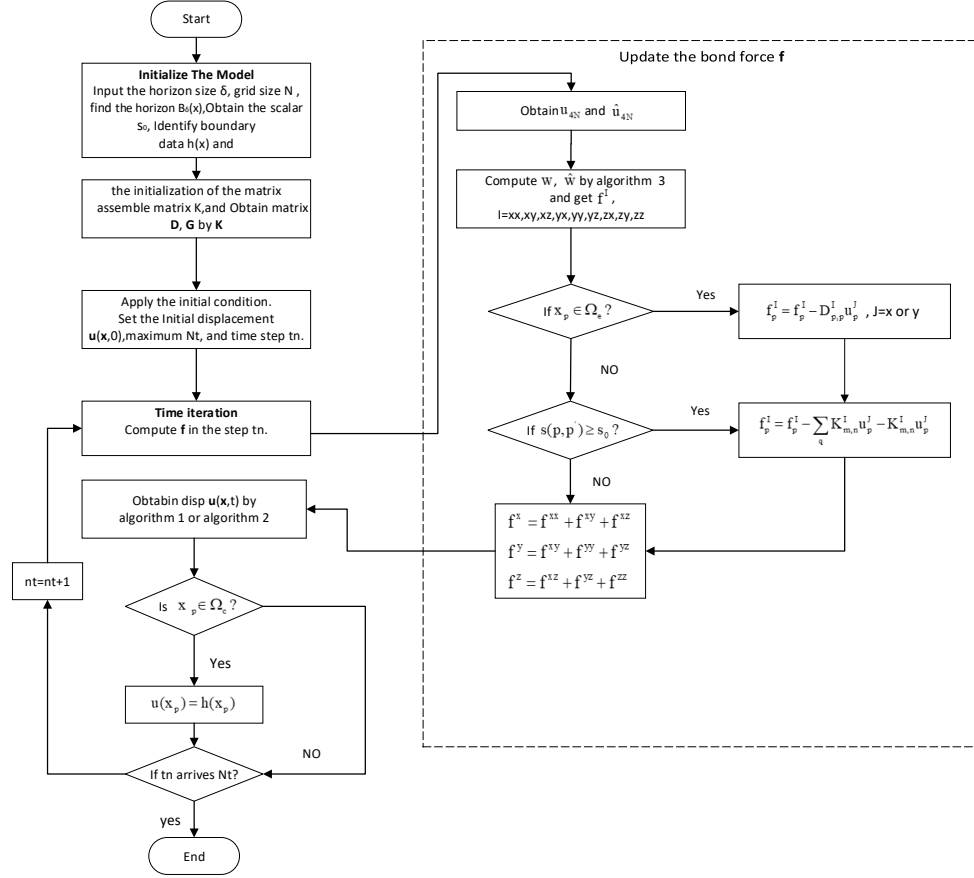 Start
Initialize The Model
Input the horizon size δ, grid size N ,
find the horizon Bδ(x),Obtain the scalar
s₀, Identify boundary
data h(x) and
the initialization of the matrix
assemble matrix K,and Obtain matrix
D, G by K
Apply the initial condition.
Set the Initial displacement
u(x,0),maximum Nt, and time step tn.
Time iteration
Compute f in the step tn.
Update the bond force f
Obtain u_{4N} and û_{4N}
Compute w, ŵ by algorithm 3
and get f^I ,
I=xx,xy,xz,yx,yy,yz,zx,zy,zz
If x_p ∈ Ω_e ?
Yes
f_p^I = f_p^I − D_{p,p}^I u_p^J , J=x or y
NO
If s(p,p') ≥ s_0 ?
Yes
f_p^I = f_p^I − ∑_q K_{m,n}^I u_p^J − K_{m,n}^I u_p^J
NO
f^x = f^{xx} + f^{xy} + f^{xz}
f^y = f^{xy} + f^{yy} + f^{yz}
f^z = f^{xz} + f^{yz} + f^{zz}
Obtabin disp u(x,t) by
algorithm 1 or algorithm 2
nt=nt+1
Is x_p ∈ Ω_c ?
Yes
u(x_p) = h(x_p)
NO
If tn arrives Nt?
yes
End